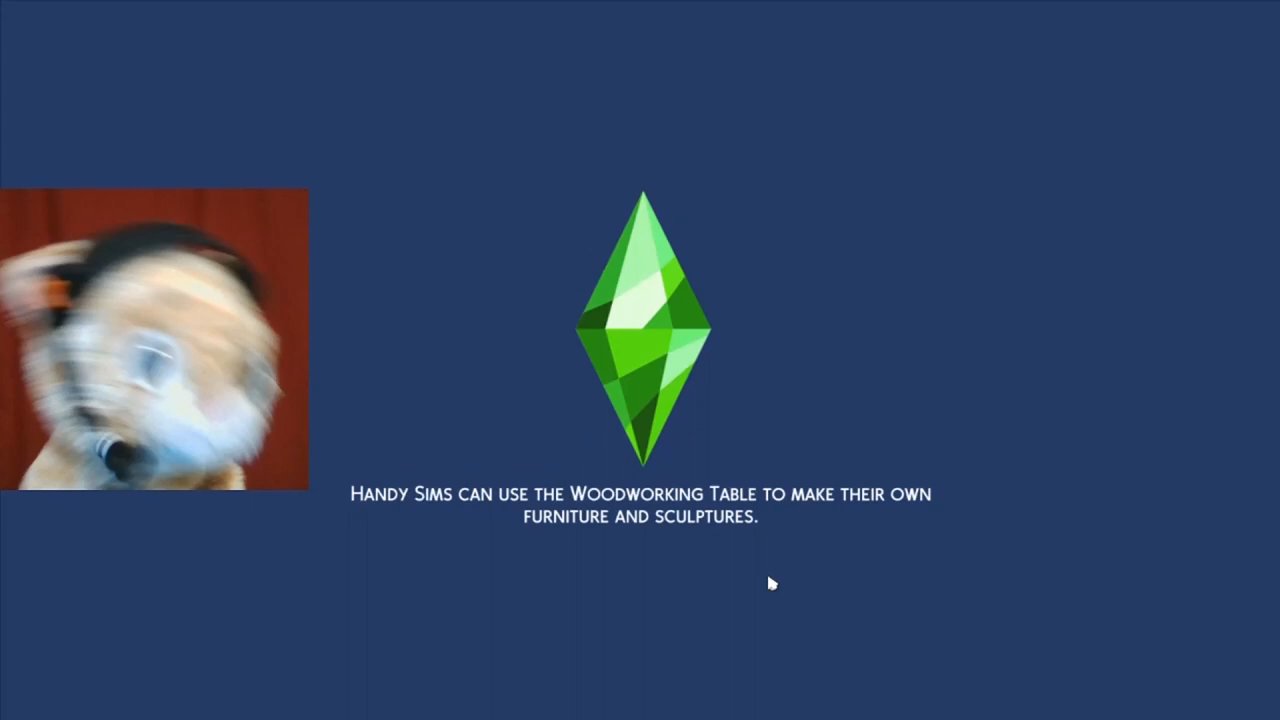 Handy Sims can use the Woodworking Table to make their own
furniture and sculptures.